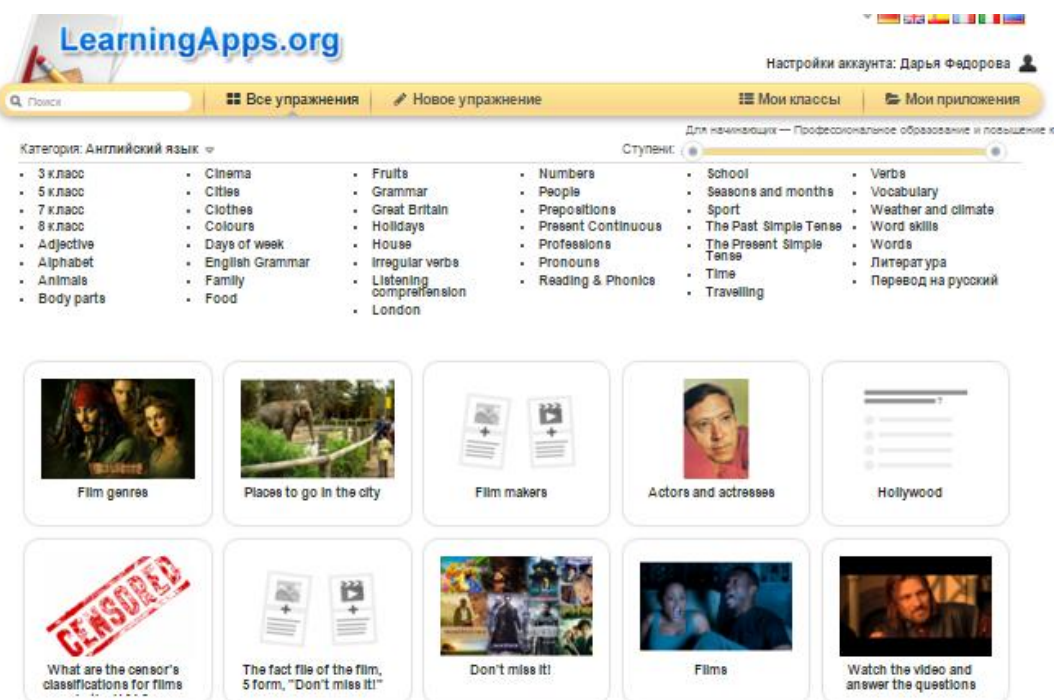 LearningApps.org
Настройки аккаунта: Дарья Федорова
Поиск
Все упражнения
Новое упражнение
Мои классы
Мои приложения
Для начинающих — Профессиональное образование и повышение к
Категория: Английский язык
Ступени:
3 класс
5 класс
7 класс
8 класс
Adjective
Alphabet
Animals
Body parts
Cinema
Cities
Clothes
Colours
Days of week
English Grammar
Family
Food
Fruits
Grammar
Great Britain
Holidays
House
Irregular verbs
Listening
comprehension
London
Numbers
People
Prepositions
Present Continuous
Professions
Pronouns
Reading & Phonics
School
Seasons and months
Sport
The Past Simple Tense
The Present Simple
Tense
Time
Travelling
Verbs
Vocabulary
Weather and climate
Word skills
Words
Литература
Перевод на русский
Film genres
Places to go in the city
Film makers
Actors and actresses
?
Hollywood
CENSORED
What are the censor's
classifications for films
The fact file of the film,
5 form, "Don't miss it!"
Don't miss it!
Films
Watch the video and
answer the questions